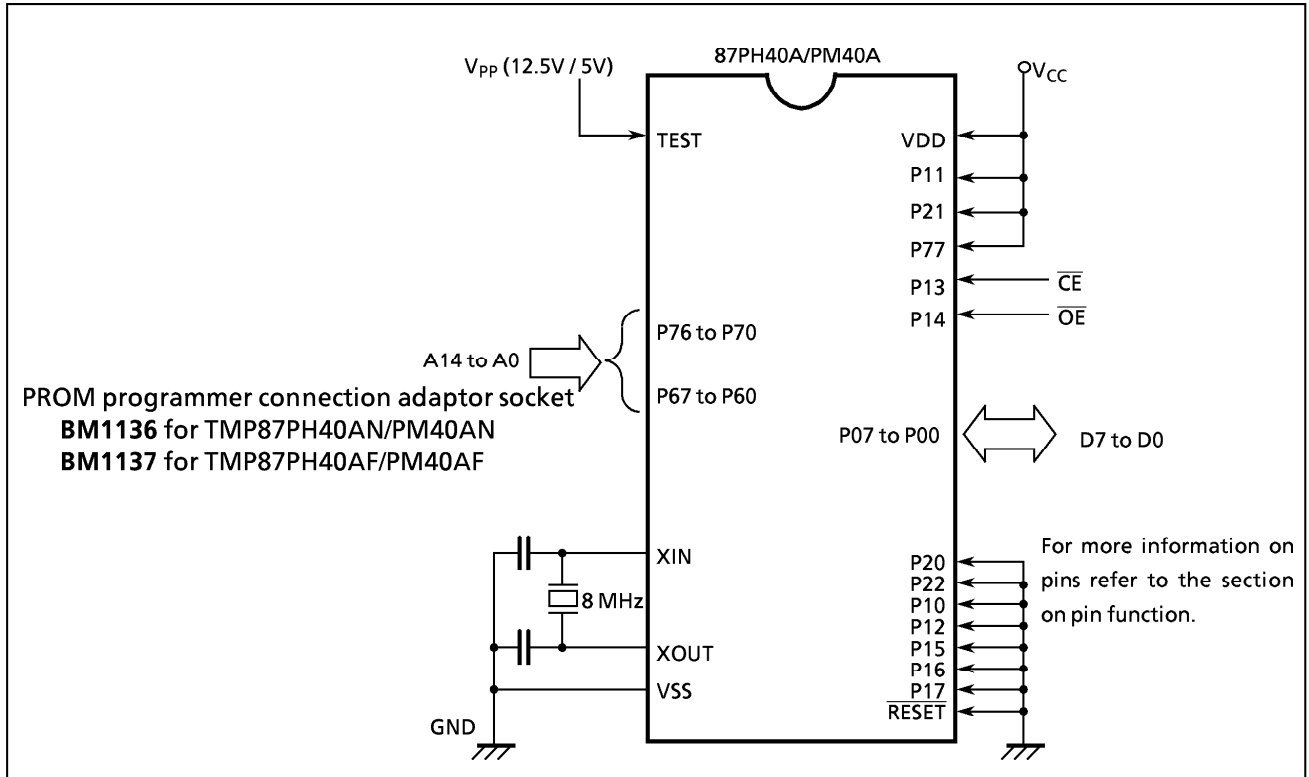 87PH40A/PM40A
VPP (12.5V / 5V)
VCC
TEST
VDD
P11
P21
P77
P13
CE
P14
OE
P76 to P70
A14 to A0
P67 to P60
PROM programmer connection adaptor socket
BM1136 for TMP87PH40AN/PM40AN
BM1137 for TMP87PH40AF/PM40AF
P07 to P00
D7 to D0
XIN
8 MHz
XOUT
VSS
GND
P20
P22
P10
P12
P15
P16
P17
RESET
For more information on
pins refer to the section
on pin function.